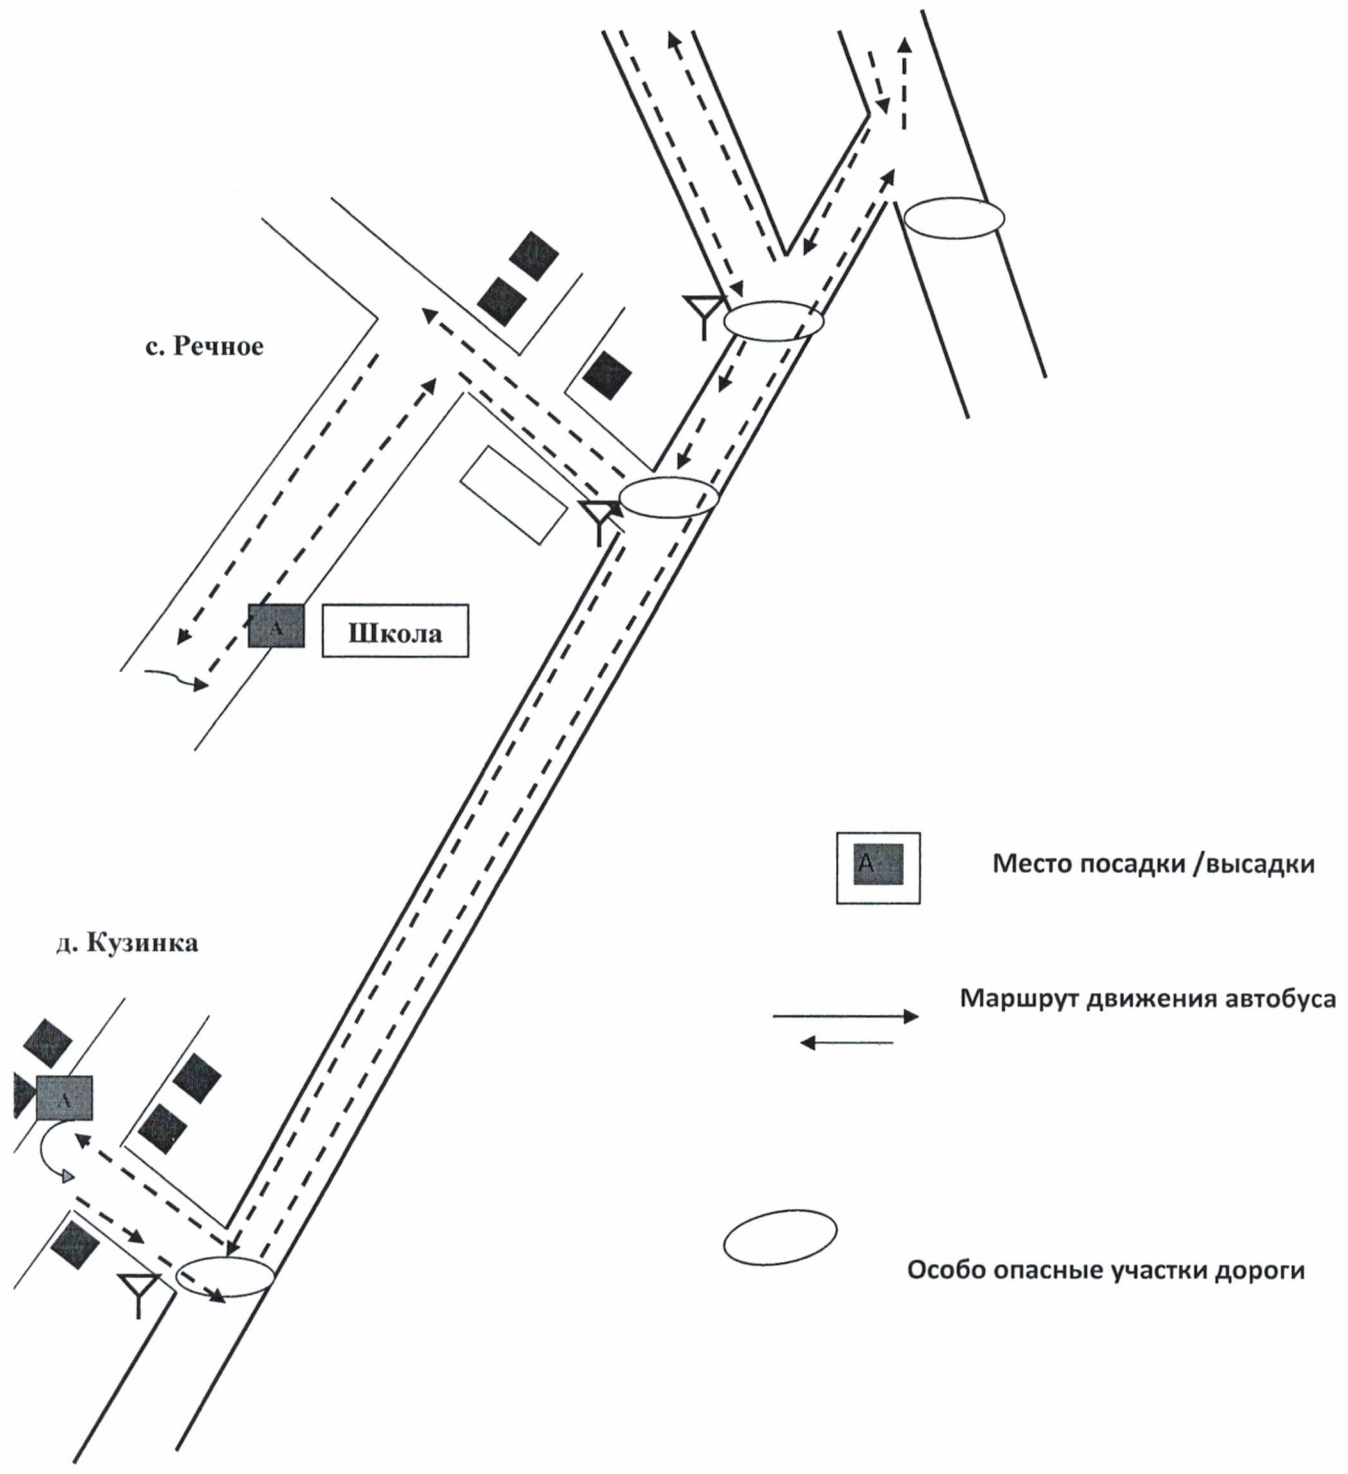 с. Речное
А
Школа
А
Место посадки /высадки
д. Кузинка
Маршрут движения автобуса
А
Особо опасные участки дороги